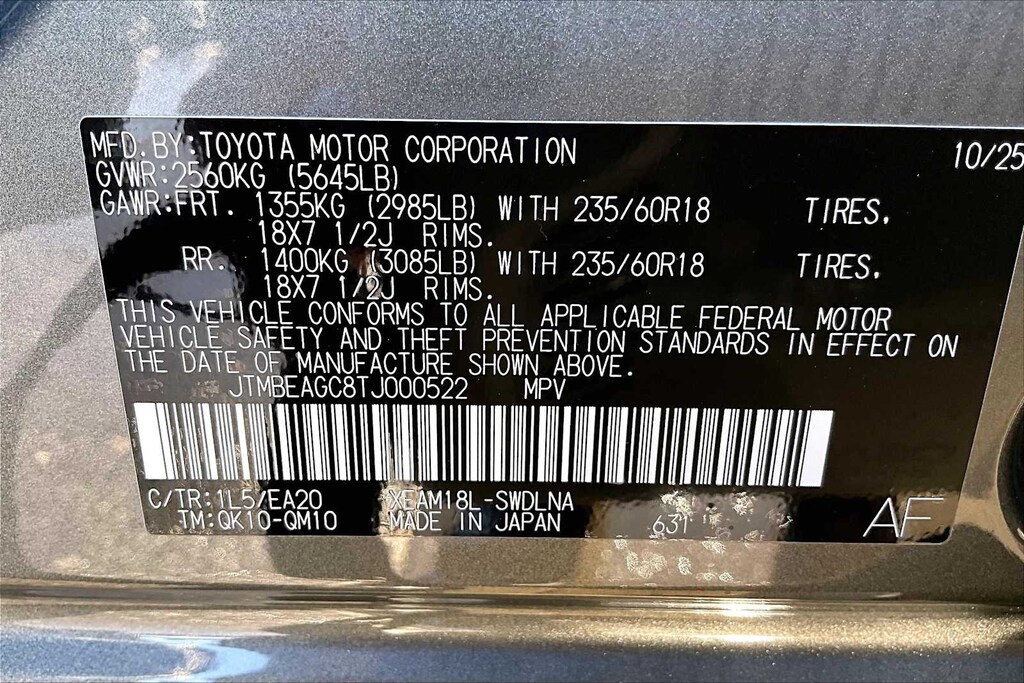 MFD. BY: TOYOTA MOTOR CORPORATION 10/25
GVWR: 2560KG (5645LB)
GAWR: FRT. 1355KG (2985LB) WITH 235/60R18 TIRES,
18X7 1/2J RIMS.
RR. 1400KG (3085LB) WITH 235/60R18 TIRES,
18X7 1/2J RIMS.
THIS VEHICLE CONFORMS TO ALL APPLICABLE FEDERAL MOTOR
VEHICLE SAFETY AND THEFT PREVENTION STANDARDS IN EFFECT ON
THE DATE OF MANUFACTURE SHOWN ABOVE.
JTMBEAGC8TJ000522 MPV
C/TR: 1L5/EA20 XEAM18L-SWDLNA
TM: QK10-QM10 MADE IN JAPAN 631 AF